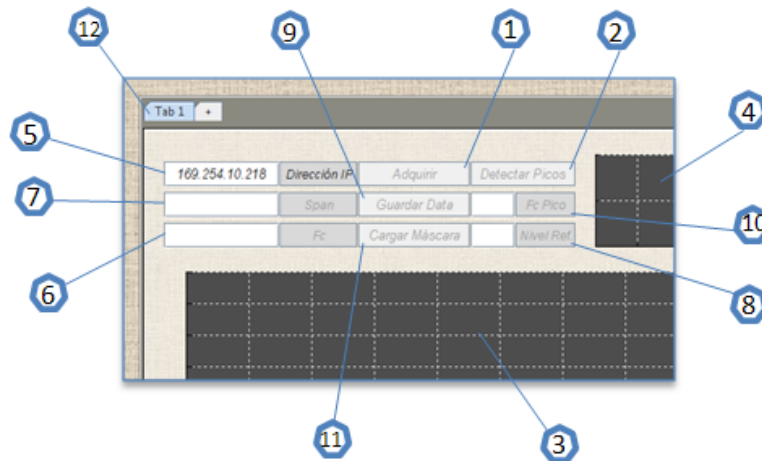 12 9 1 2
Tab 1 +
5 4
169.254.10.218 Dirección IP Adquirir Detectar Picos
7 Span Guardar Data Fc Pico 10
Fc Cargar Máscara Nivel Ref
6 8
11 3